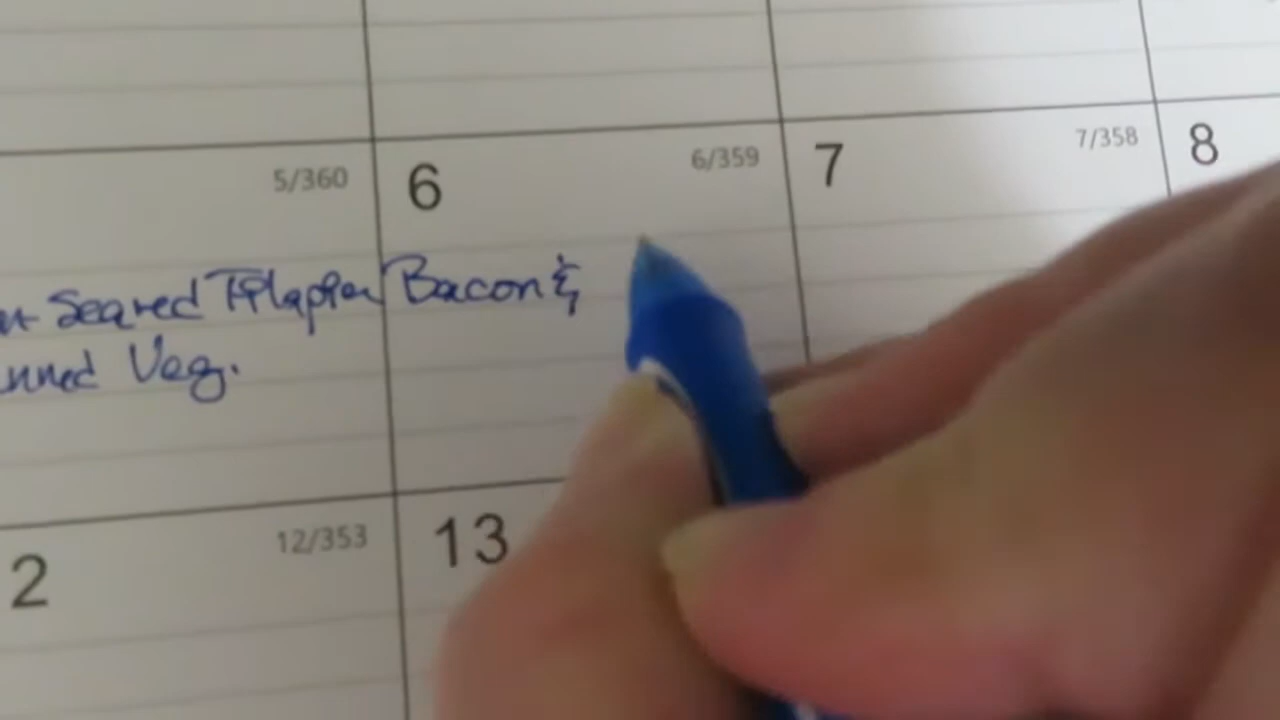 5/360 6 6/359 7 7/358 8
Seared Tilapia Bacon &
Veg.
2 12/353 13